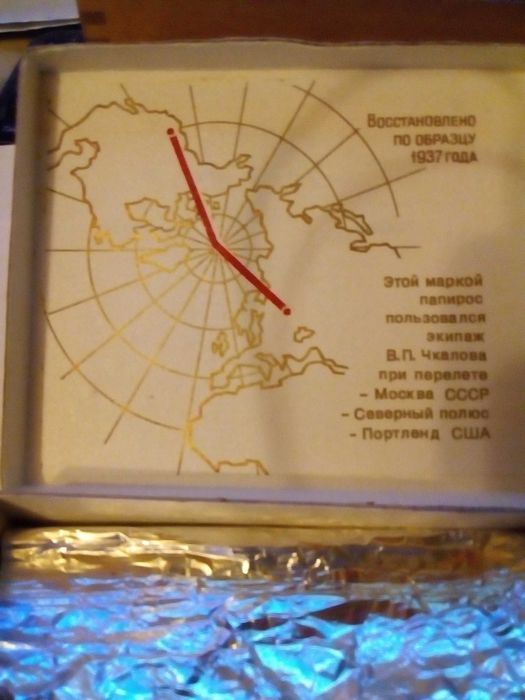 ВОССТАНОВЛЕНО
ПО ОБРАЗЦУ
1937 ГОДА
Этой маркой
папирос
пользовался
экипаж
В.П. Чкалова
при перелете
– Москва СССР
– Северный полюс
– Портленд США